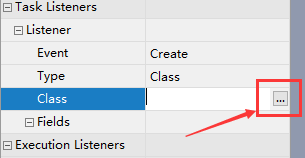 Task Listeners
Listener
Event Create
Type Class
Class ...
Fields
Execution Listeners